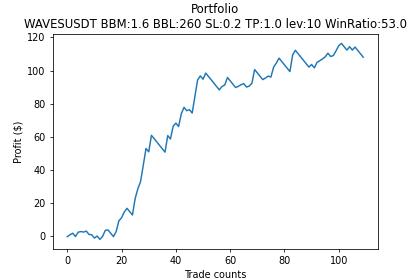 Portfolio
WAVESUSDT BBM:1.6 BBL:260 SL:0.2 TP:1.0 lev:10 WinRatio:53.0
120
100
80
60
40
20
0
Profit ($)
0 20 40 60 80 100
Trade counts